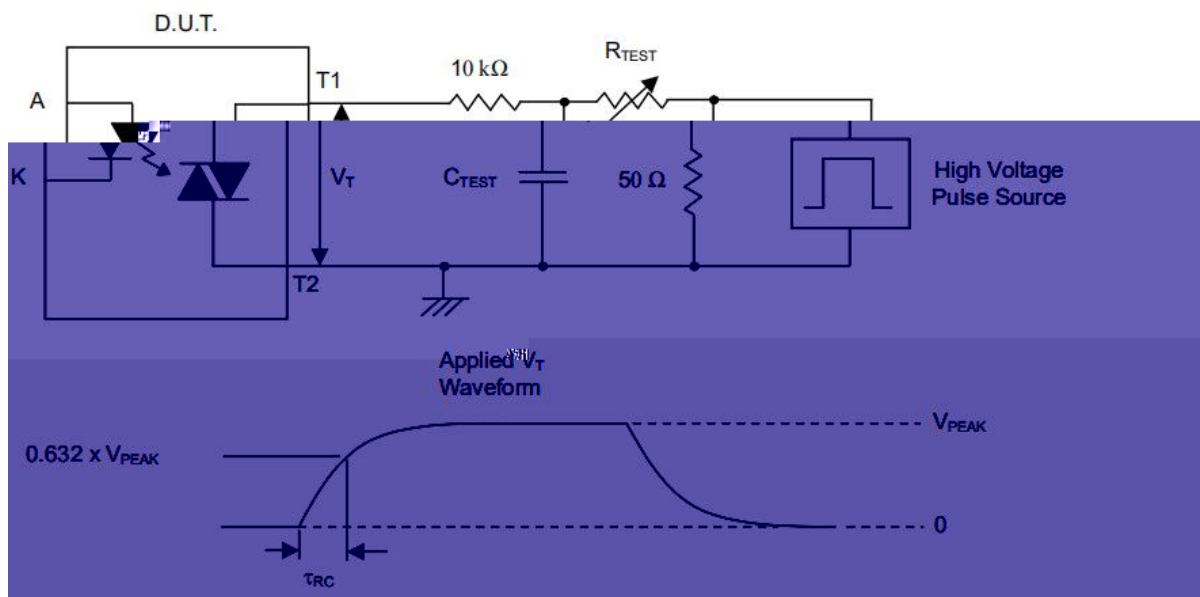 D.U.T.
A
T1
10 kΩ
RTEST
K
VT
CTEST
50 Ω
High Voltage
Pulse Source
T2
Applied VT
Waveform
VPEAK
0.632 x VPEAK
0
τRC